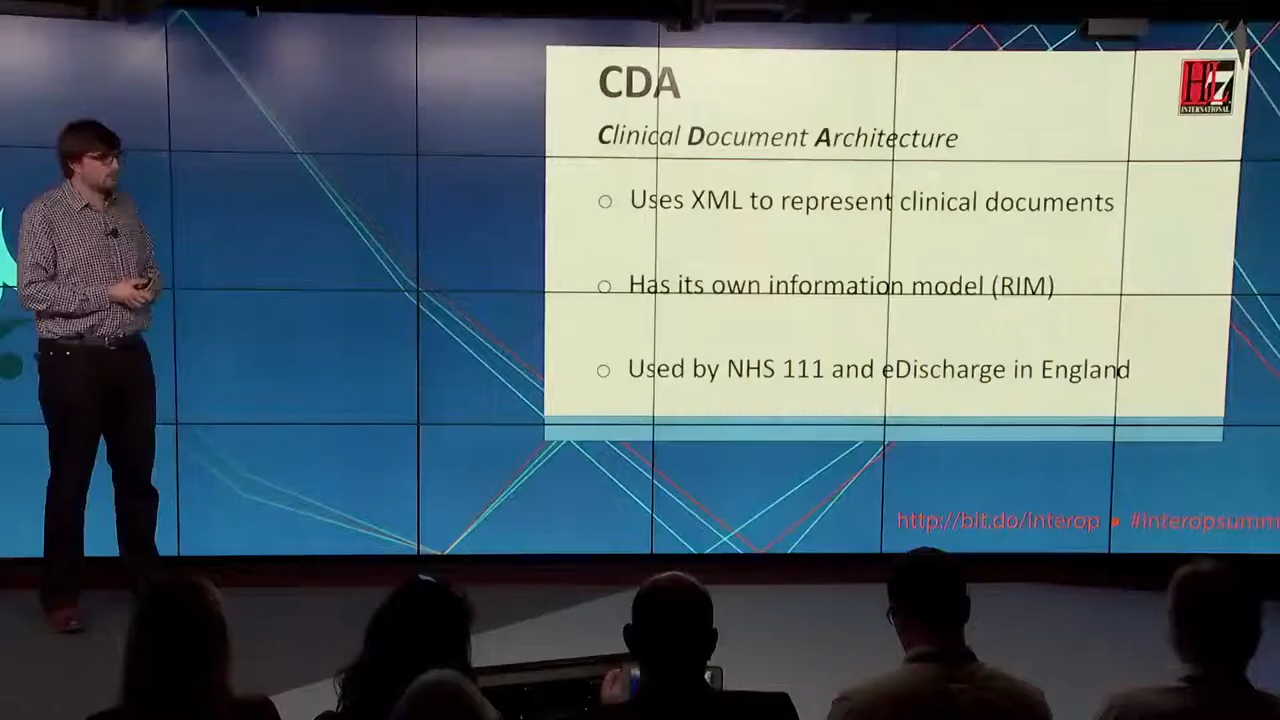 CDA
HL7
INTERNATIONAL
Clinical Document Architecture
○ Uses XML to represent clinical documents
○ Has its own information model (RIM)
○ Used by NHS 111 and eDischarge in England
http://bit.do/interop • #interopsumm